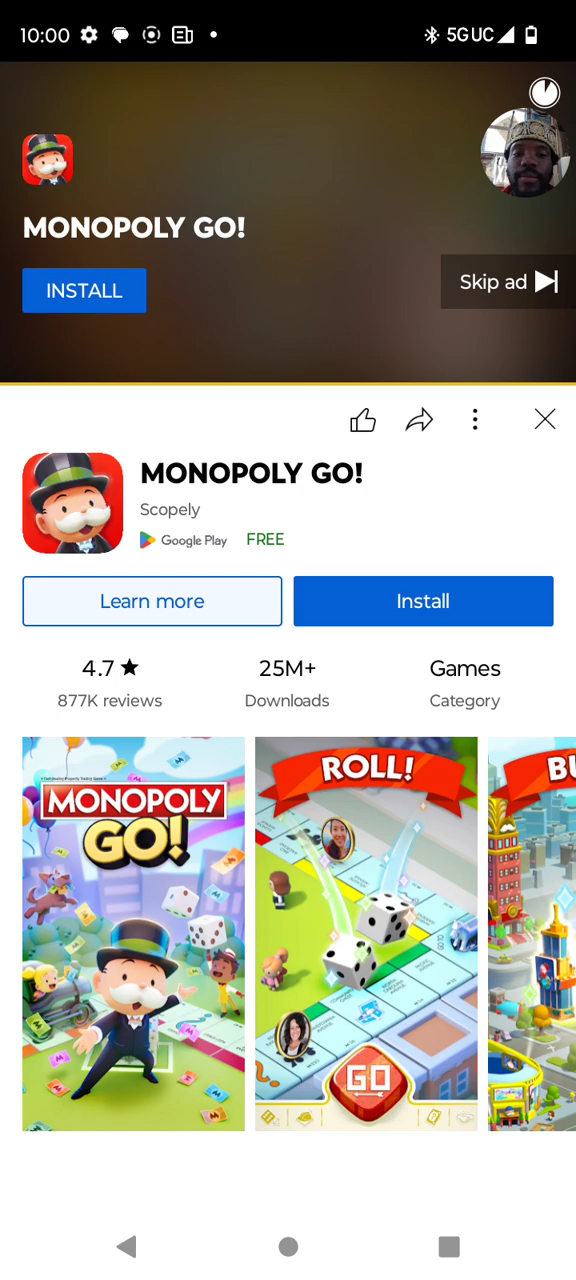 10:00
5G UC
MONOPOLY GO!
INSTALL
Skip ad
MONOPOLY GO!
Scopely
Google Play FREE
Learn more
Install
4.7 ★
25M+
Games
877K reviews
Downloads
Category
MONOPOLY
GO!
ROLL!
GO
BU